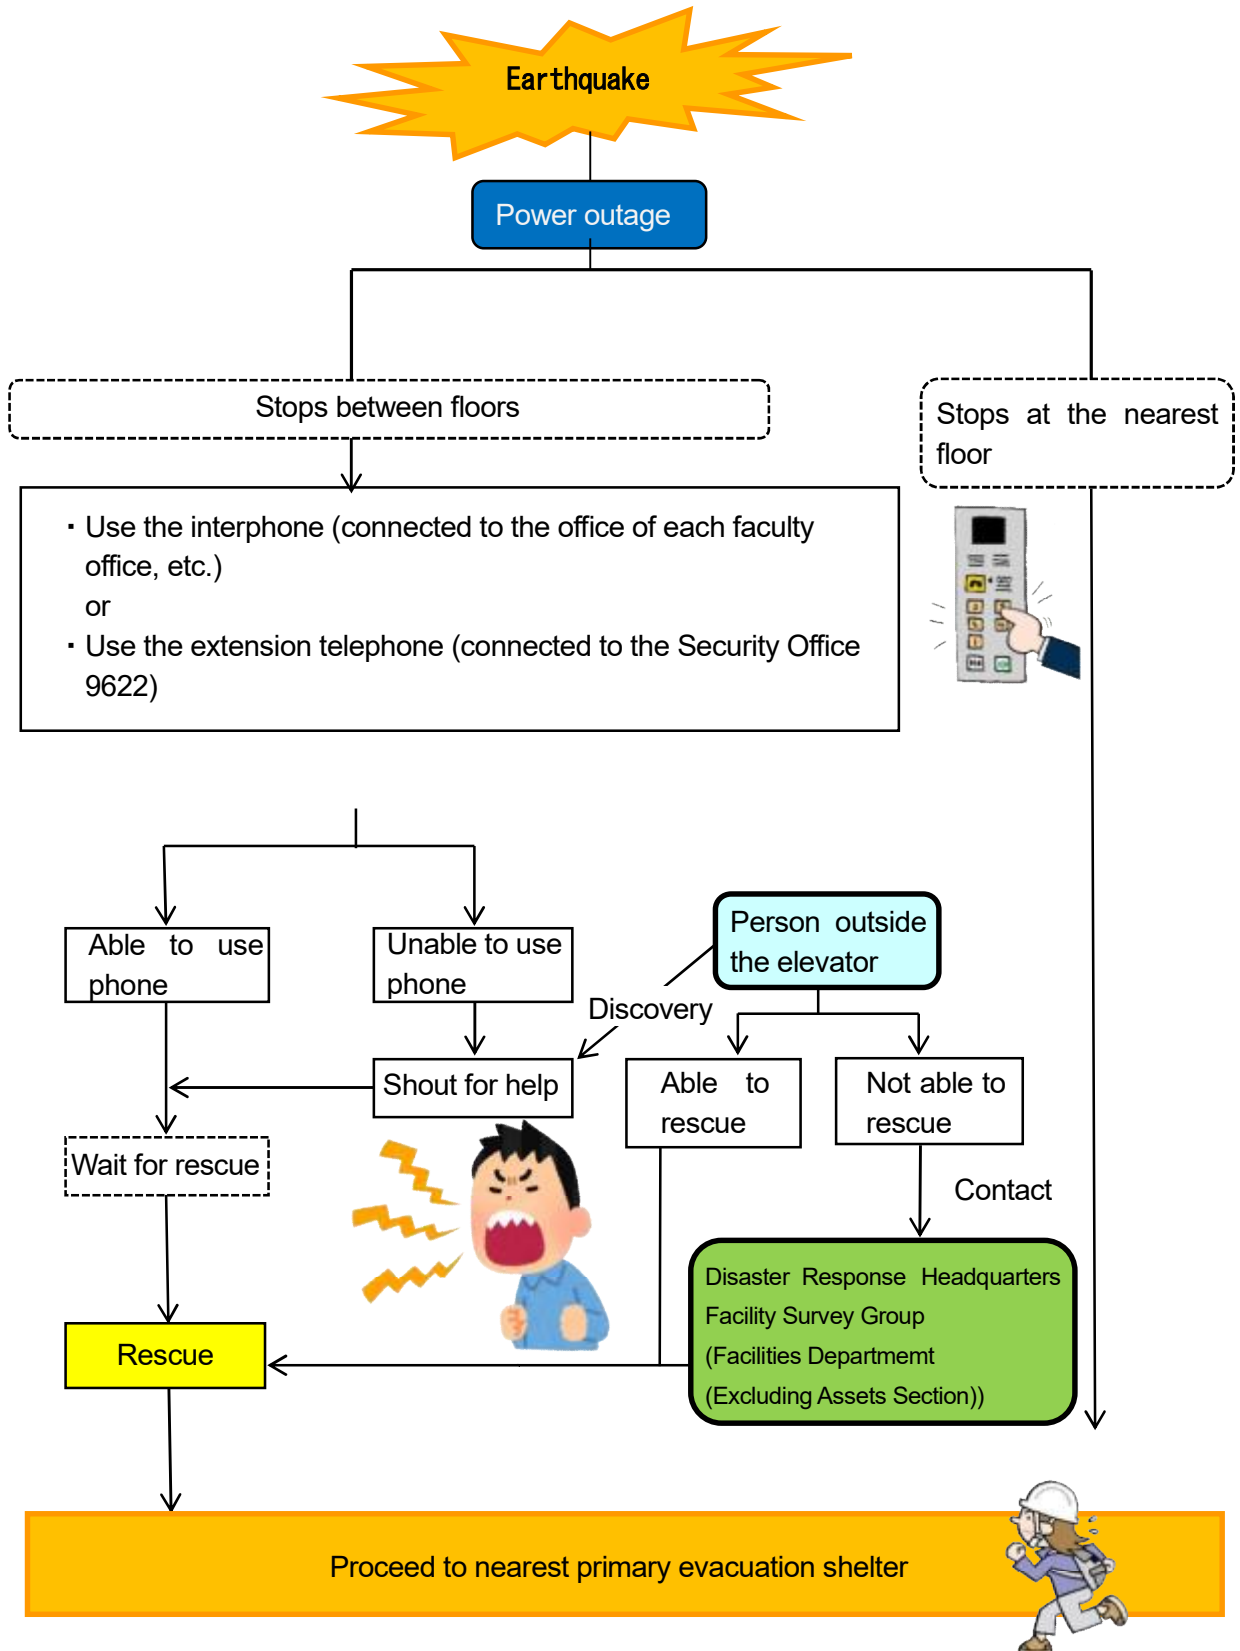 Earthquake
Power outage
Stops between floors
Stops at the nearest
floor
・Use the interphone (connected to the office of each faculty
office, etc.)
or
・Use the extension telephone (connected to the Security Office
9622)
Able to use
phone
Unable to use
phone
Person outside
the elevator
Discovery
Shout for help
Able to
rescue
Not able to
rescue
Wait for rescue
Contact
Disaster Response Headquarters
Facility Survey Group
(Facilities Departmemt
(Excluding Assets Section))
Rescue
Proceed to nearest primary evacuation shelter